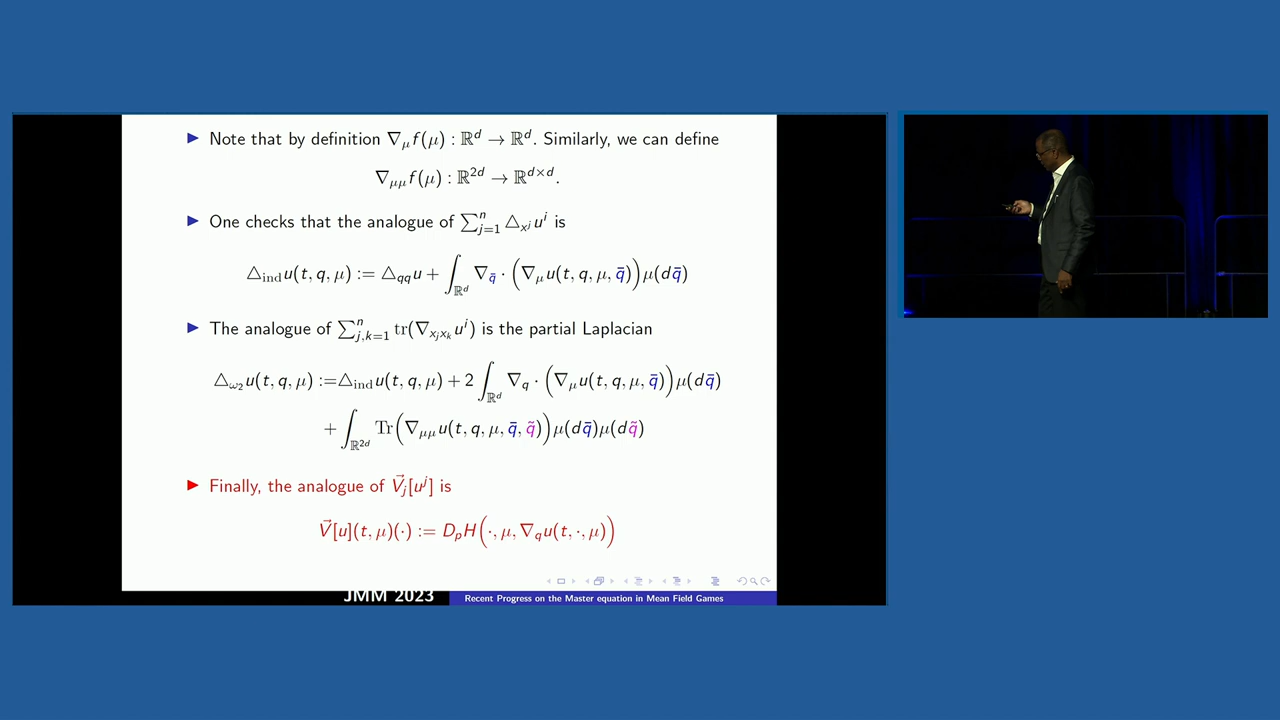 ▶ Note that by definition ∇_μ f(μ) : ℝ^d → ℝ^d. Similarly, we can define
∇_μμ f(μ) : ℝ^{2d} → ℝ^{d×d}.
▶ One checks that the analogue of ∑_{j=1}^n △_{x^j} u^i is
△_ind u(t, q, μ) := △_qq u + ∫_{ℝ^d} ∇_q̄ · (∇_μ u(t, q, μ, q̄)) μ(dq̄)
▶ The analogue of ∑_{j,k=1}^n tr(∇_{x_j x_k} u^i) is the partial Laplacian
△_{ω_2} u(t, q, μ) := △_ind u(t, q, μ) + 2 ∫_{ℝ^d} ∇_q · (∇_μ u(t, q, μ, q̄)) μ(dq̄)
+ ∫_{ℝ^{2d}} Tr(∇_μμ u(t, q, μ, q̄, q̃)) μ(dq̄)μ(dq̃)
▶ Finally, the analogue of V⃗_j[u^j] is
V⃗[u](t, μ)(·) := D_p H(·, μ, ∇_q u(t, ·, μ))
JMM 2023
Recent Progress on the Master equation in Mean Field Games